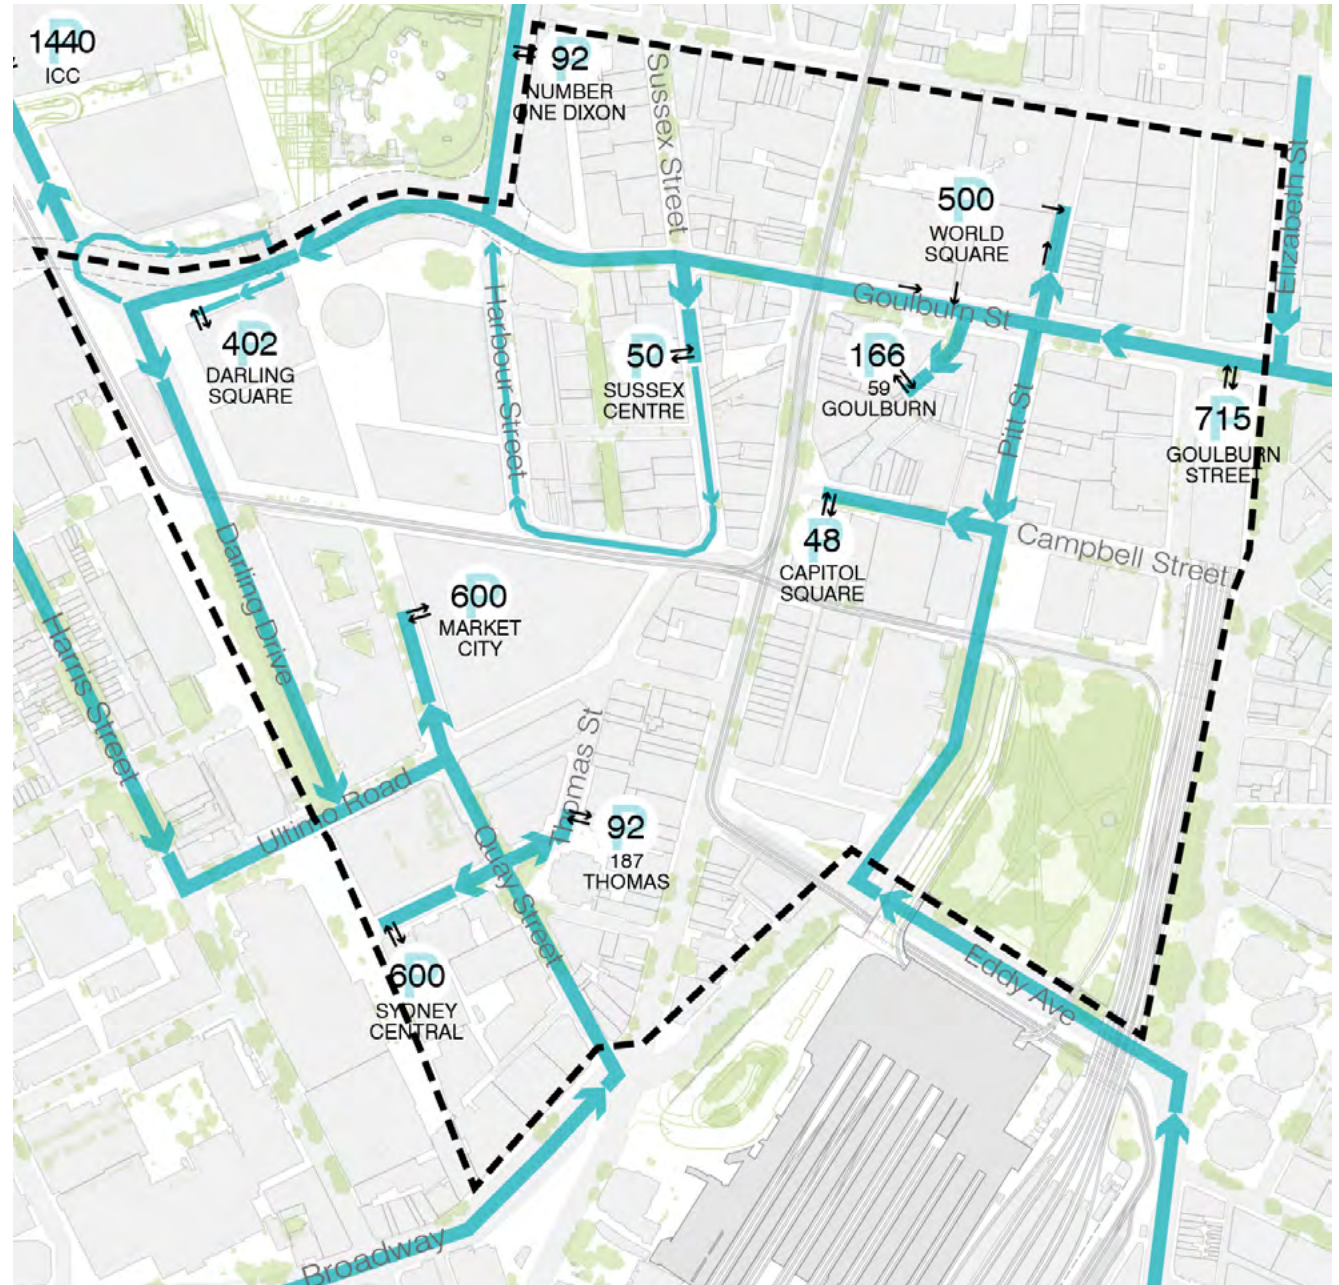 P
1440
ICC
P
92
NUMBER
ONE DIXON
Sussex Street
Elizabeth St
P
500
WORLD
SQUARE
Goulburn St
Harbour Street
P
402
DARLING
SQUARE
P
50
SUSSEX
CENTRE
P
166
59
GOULBURN
Pitt St
P
715
GOULBURN
STREET
P
48
CAPITOL
SQUARE
Campbell Street
Darling Drive
Harris Street
P
600
MARKET
CITY
Thomas St
Ultimo Road
P
92
187
THOMAS
Quay Street
P
600
SYDNEY
CENTRAL
Eddy Ave
Broadway